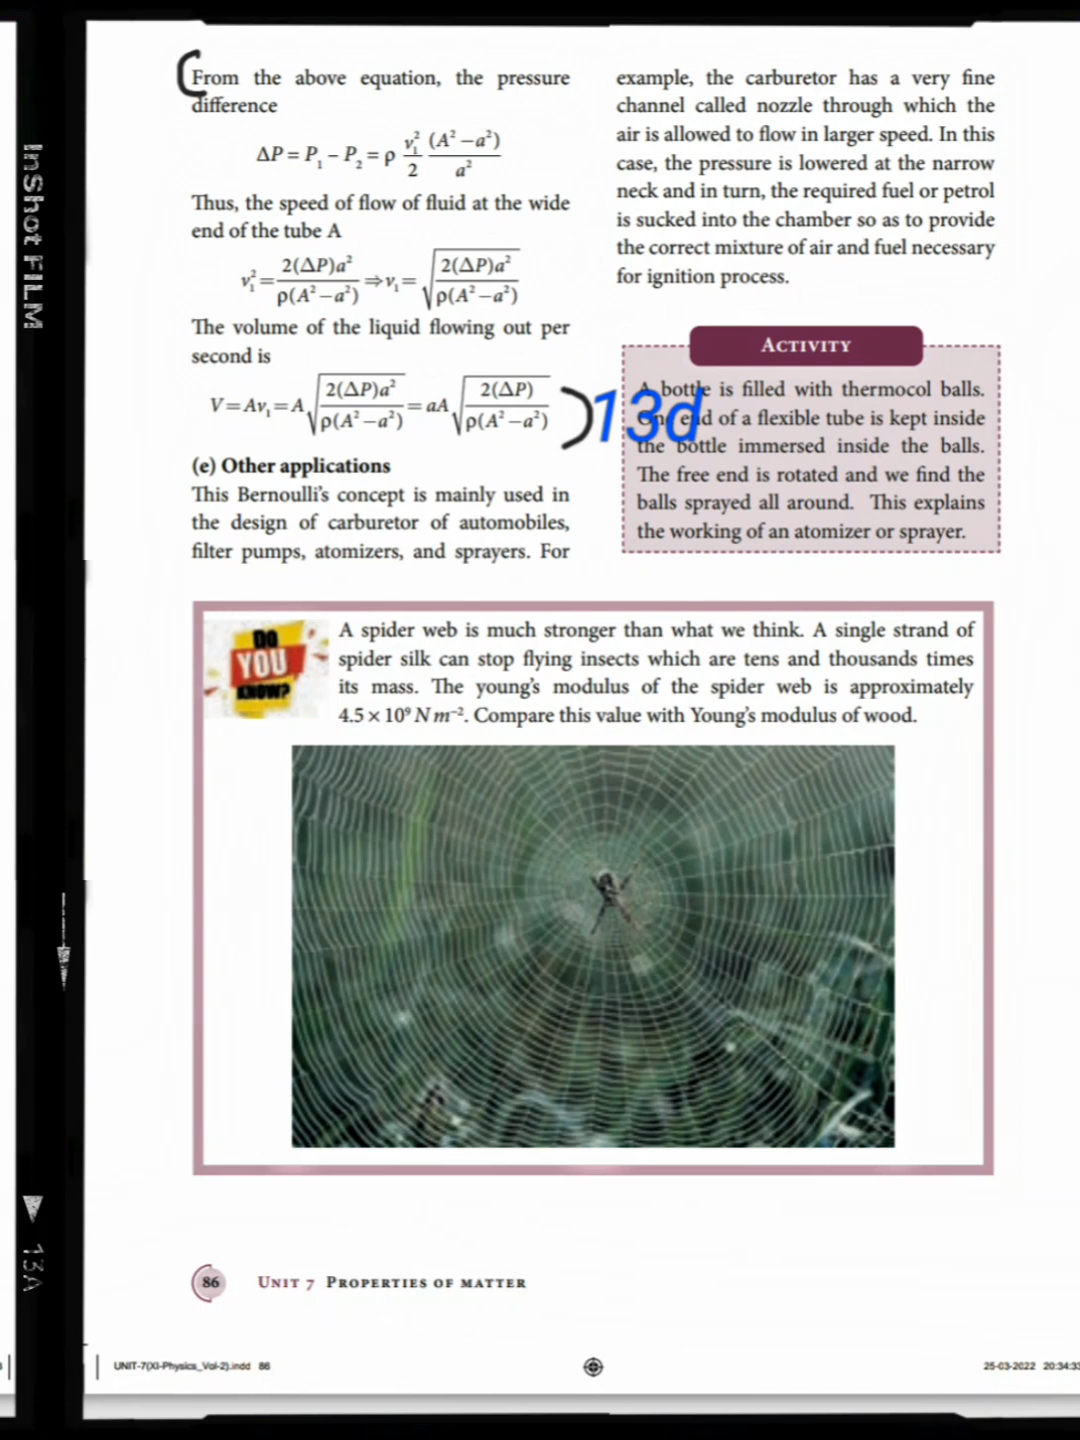 InShot FILM
From the above equation, the pressure
difference
ΔP = P₁ – P₂ = ρ v₁²/2 (A² – a²)/a²
Thus, the speed of flow of fluid at the wide
end of the tube A
v₁² = 2(ΔP)a²/ρ(A² – a²) ⇒ v₁ = √(2(ΔP)a²/ρ(A² – a²))
The volume of the liquid flowing out per
second is
V = Av₁ = A√(2(ΔP)a²/ρ(A² – a²)) = aA√(2(ΔP)/ρ(A² – a²))
13d
(e) Other applications
This Bernoulli's concept is mainly used in
the design of carburetor of automobiles,
filter pumps, atomizers, and sprayers. For
example, the carburetor has a very fine
channel called nozzle through which the
air is allowed to flow in larger speed. In this
case, the pressure is lowered at the narrow
neck and in turn, the required fuel or petrol
is sucked into the chamber so as to provide
the correct mixture of air and fuel necessary
for ignition process.
ACTIVITY
A bottle is filled with thermocol balls.
One end of a flexible tube is kept inside
the bottle immersed inside the balls.
The free end is rotated and we find the
balls sprayed all around. This explains
the working of an atomizer or sprayer.
DO
YOU
KNOW?
A spider web is much stronger than what we think. A single strand of
spider silk can stop flying insects which are tens and thousands times
its mass. The young's modulus of the spider web is approximately
4.5 × 10⁹ N m⁻². Compare this value with Young's modulus of wood.
86 UNIT 7 PROPERTIES OF MATTER
13A
UNIT-7(XI-Physics_Vol-2).indd 86
25-03-2022 20:34:33